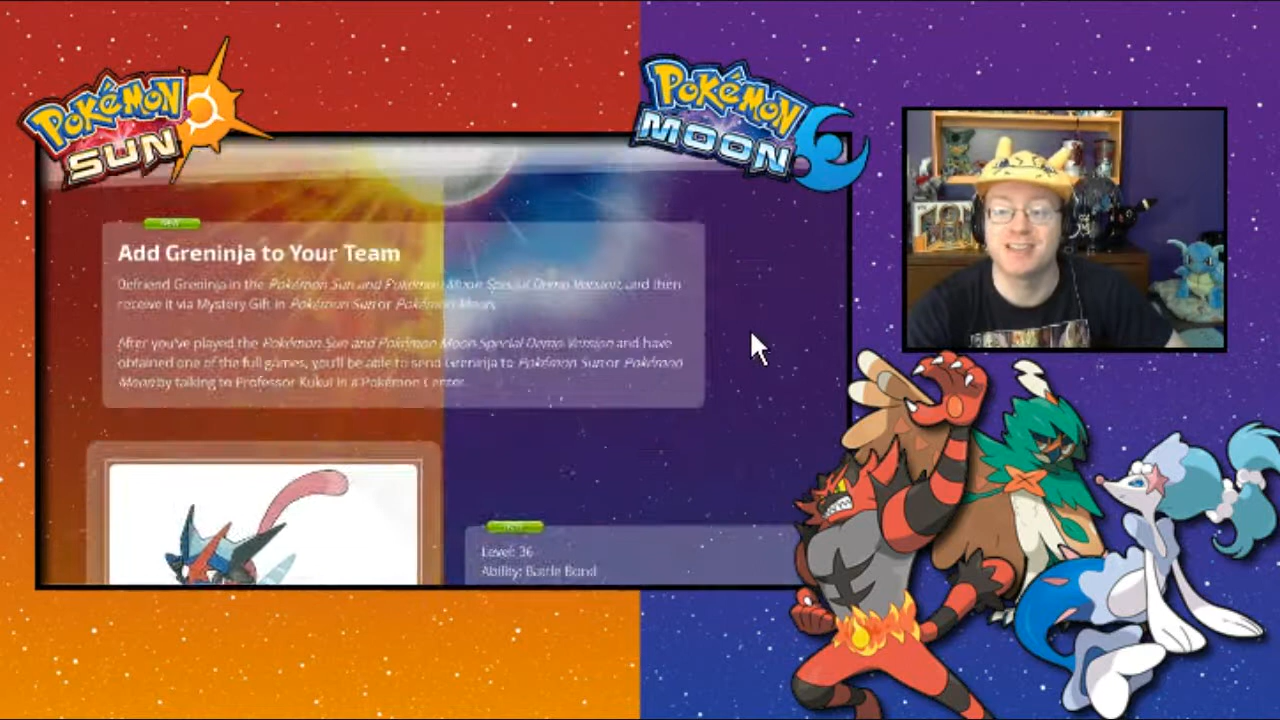 POKÉMON
SUN
POKÉMON
MOON
Add Greninja to Your Team
Befriend Greninja in the Pokémon Sun and Pokémon Moon Special Demo Version, and then
receive it via Mystery Gift in Pokémon Sun or Pokémon Moon.
After you've played the Pokémon Sun and Pokémon Moon Special Demo Version and have
obtained one of the full games, you'll be able to send Greninja to Pokémon Sun or Pokémon
Moon by talking to Professor Kukui in a Pokémon Center.
Level: 36
Ability: Battle Bond